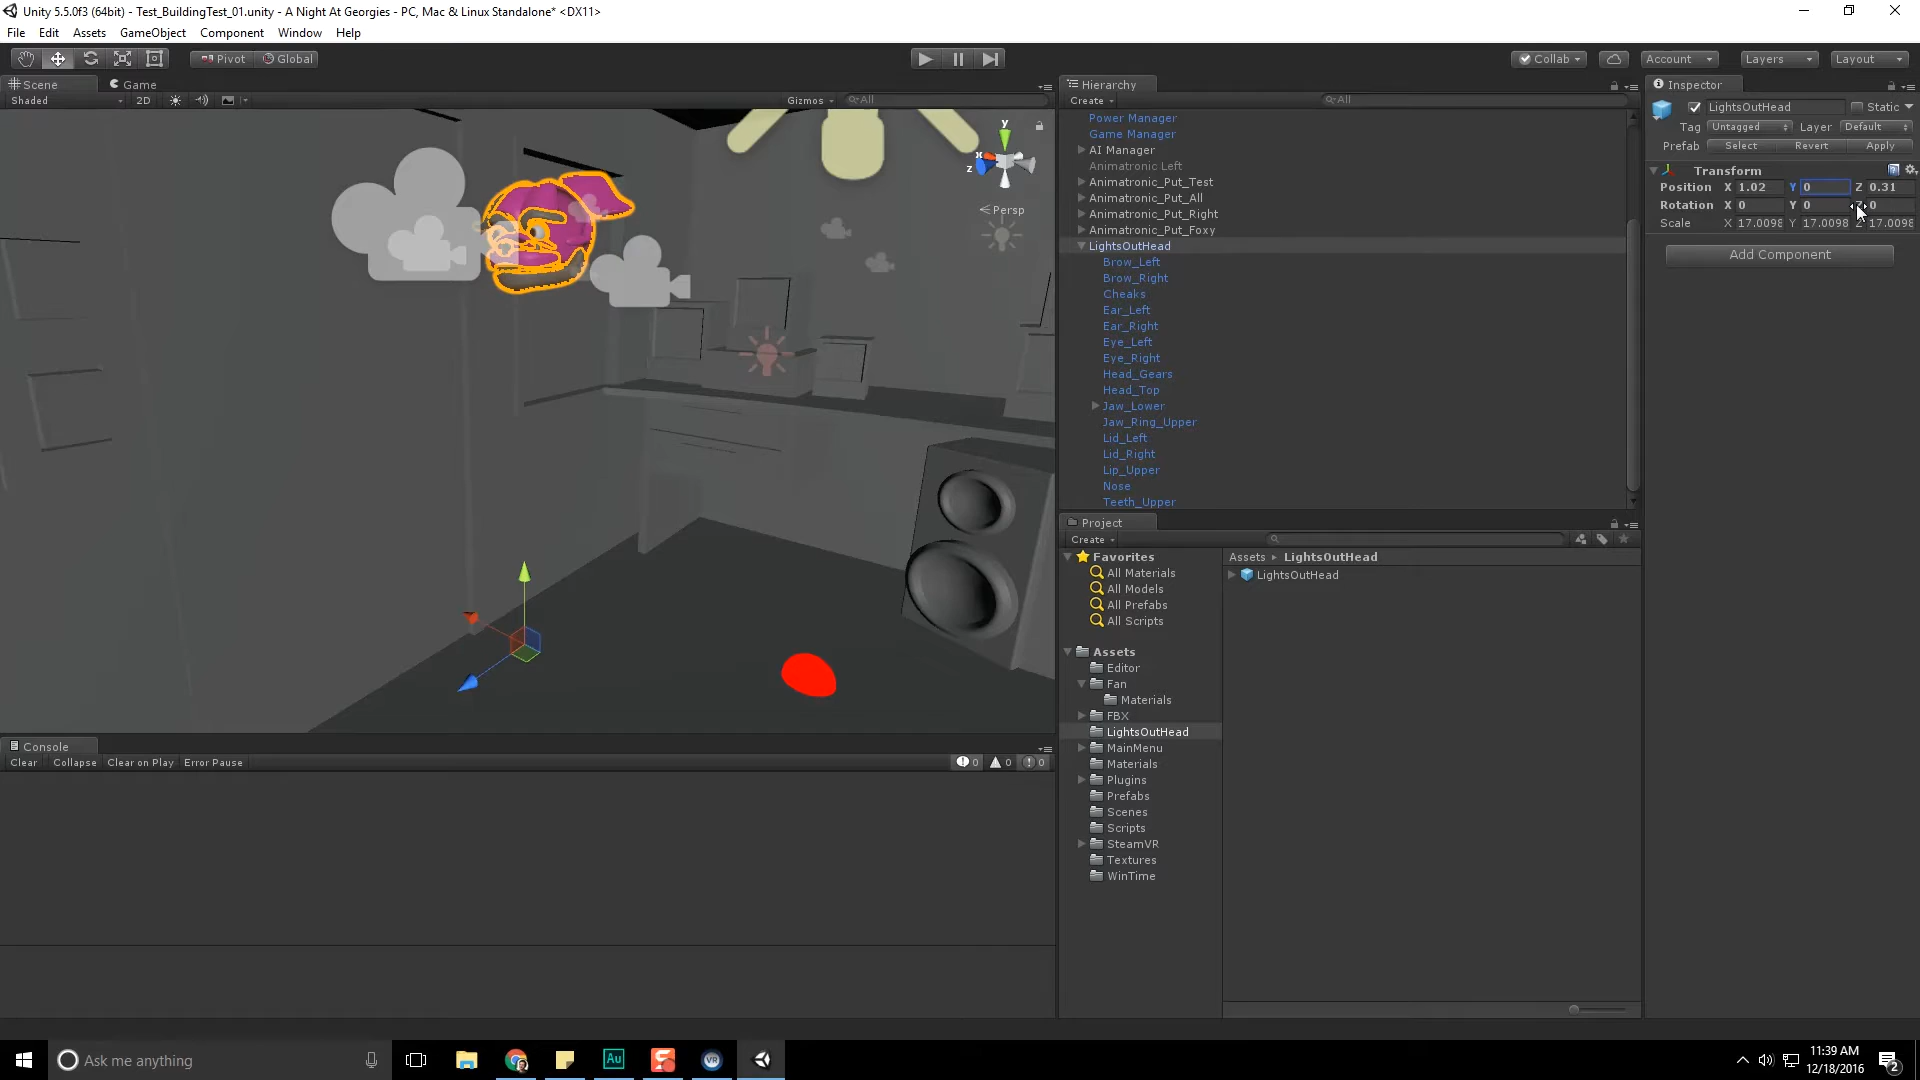 Unity 5.5.0f3 (64bit) - Test_BuildingTest_01.unity - A Night At Georgies - PC, Mac & Linux Standalone* <DX11>
File Edit Assets GameObject Component Window Help
Pivot Global Collab Account Layers Layout
Scene Game
Shaded 2D Gizmos All
y
x
z
Persp
Hierarchy
Create All
Power Manager
Game Manager
AI Manager
Animatronic Left
Animatronic_Put_Test
Animatronic_Put_All
Animatronic_Put_Right
Animatronic_Put_Foxy
LightsOutHead
Brow_Left
Brow_Right
Cheaks
Ear_Left
Ear_Right
Eye_Left
Eye_Right
Head_Gears
Head_Top
Jaw_Lower
Jaw_Ring_Upper
Lid_Left
Lid_Right
Lip_Upper
Nose
Teeth_Upper
Inspector
LightsOutHead Static
Tag Untagged Layer Default
Prefab Select Revert Apply
Transform
Position X 1.02 Y 0 Z 0.31
Rotation X 0 Y 0 Z 0
Scale X 17.0098 Y 17.0098 Z 17.0098
Add Component
Project
Create
Favorites
All Materials
All Models
All Prefabs
All Scripts
Assets
Editor
Fan
Materials
FBX
LightsOutHead
MainMenu
Materials
Plugins
Prefabs
Scenes
Scripts
SteamVR
Textures
WinTime
Assets LightsOutHead
LightsOutHead
Console
Clear Collapse Clear on Play Error Pause 0 0 0
Ask me anything
Au
VR
11:39 AM
12/18/2016
2